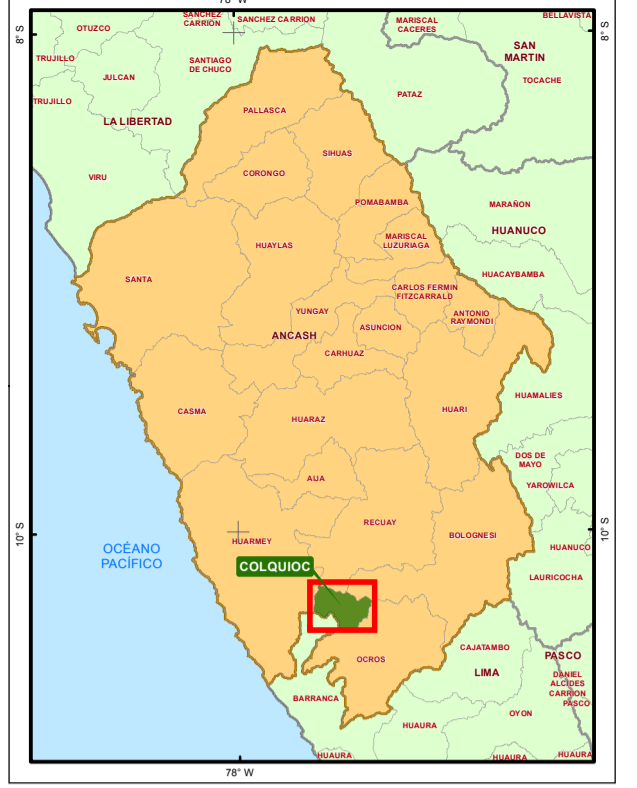 78° W
SANCHEZ
CARRIÓN
SANCHEZ CARRION
MARISCAL
CACERES
BELLAVISTA
8° S
8° S
OTUZCO
SAN
MARTIN
TRUJILLO
SANTIAGO
DE CHUCO
JULCAN
TOCACHE
TRUJILLO
PATAZ
PALLASCA
LA LIBERTAD
SIHUAS
CORONGO
VIRU
POMABAMBA
MARAÑON
HUANUCO
HUAYLAS
MARISCAL
LUZURIAGA
SANTA
HUACAYBAMBA
CARLOS FERMIN
FITZCARRALD
YUNGAY
ANTONIO
RAYMONDI
ASUNCION
ANCASH
CARHUAZ
HUAMALIES
CASMA
HUARAZ
HUARI
DOS DE
MAYO
AIJA
YAROWILCA
RECUAY
10° S
10° S
HUARMEY
BOLOGNESI
OCÉANO
PACÍFICO
HUANUCO
COLQUIOC
LAURICOCHA
CAJATAMBO
OCROS
PASCO
LIMA
DANIEL
ALCIDES
CARRION
PASCO
BARRANCA
OYON
HUAURA
HUAURA
HUAURA
HUAURA
78° W